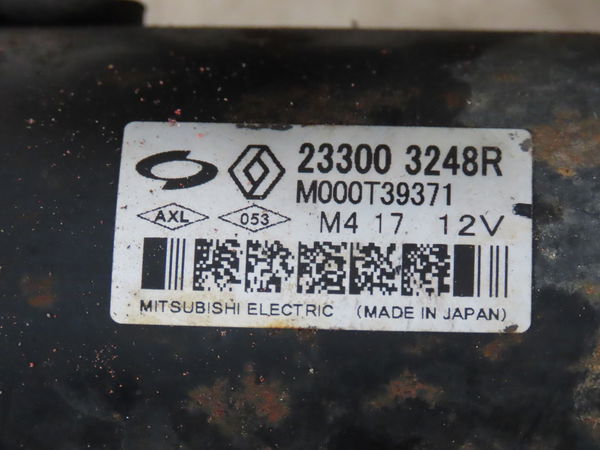 23300 3248R
M000T39371
AXL 053 M4 17 12V
MITSUBISHI ELECTRIC (MADE IN JAPAN)